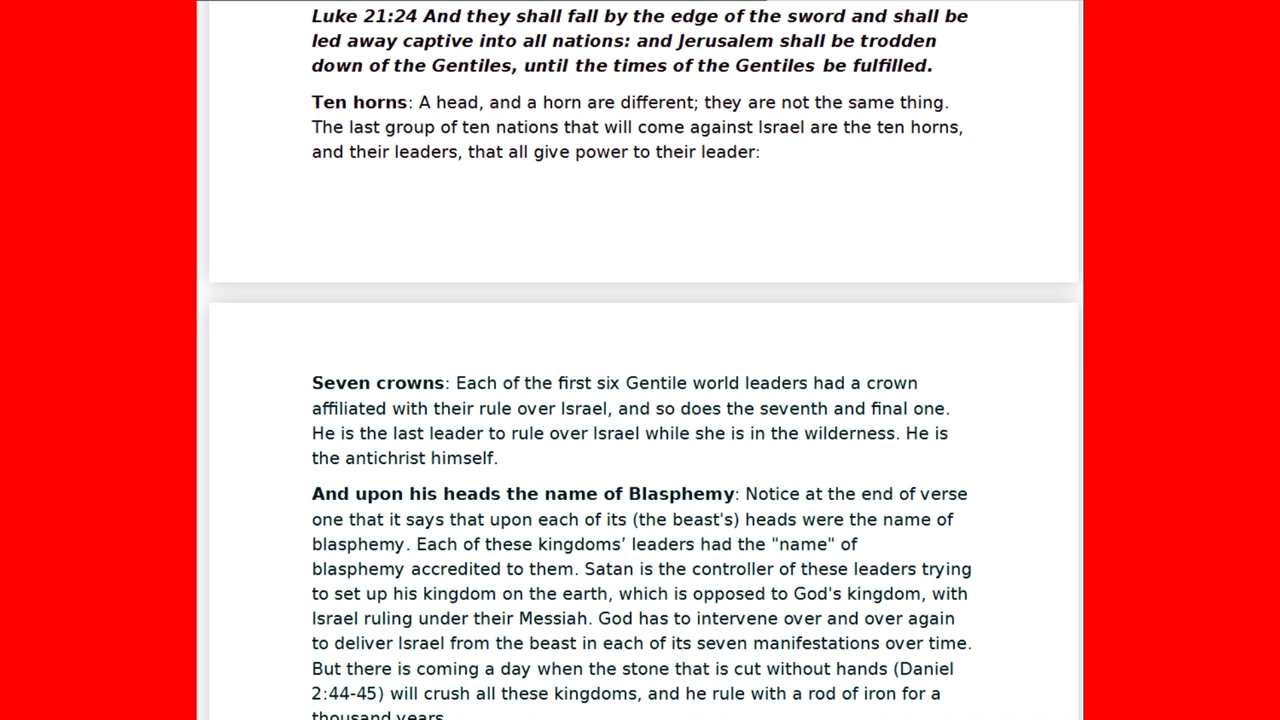 Luke 21:24 And they shall fall by the edge of the sword and shall be
led away captive into all nations: and Jerusalem shall be trodden
down of the Gentiles, until the times of the Gentiles be fulfilled.
Ten horns: A head, and a horn are different; they are not the same thing.
The last group of ten nations that will come against Israel are the ten horns,
and their leaders, that all give power to their leader:
Seven crowns: Each of the first six Gentile world leaders had a crown
affiliated with their rule over Israel, and so does the seventh and final one.
He is the last leader to rule over Israel while she is in the wilderness. He is
the antichrist himself.
And upon his heads the name of Blasphemy: Notice at the end of verse
one that it says that upon each of its (the beast's) heads were the name of
blasphemy. Each of these kingdoms’ leaders had the "name" of
blasphemy accredited to them. Satan is the controller of these leaders trying
to set up his kingdom on the earth, which is opposed to God's kingdom, with
Israel ruling under their Messiah. God has to intervene over and over again
to deliver Israel from the beast in each of its seven manifestations over time.
But there is coming a day when the stone that is cut without hands (Daniel
2:44-45) will crush all these kingdoms, and he rule with a rod of iron for a
thousand years.